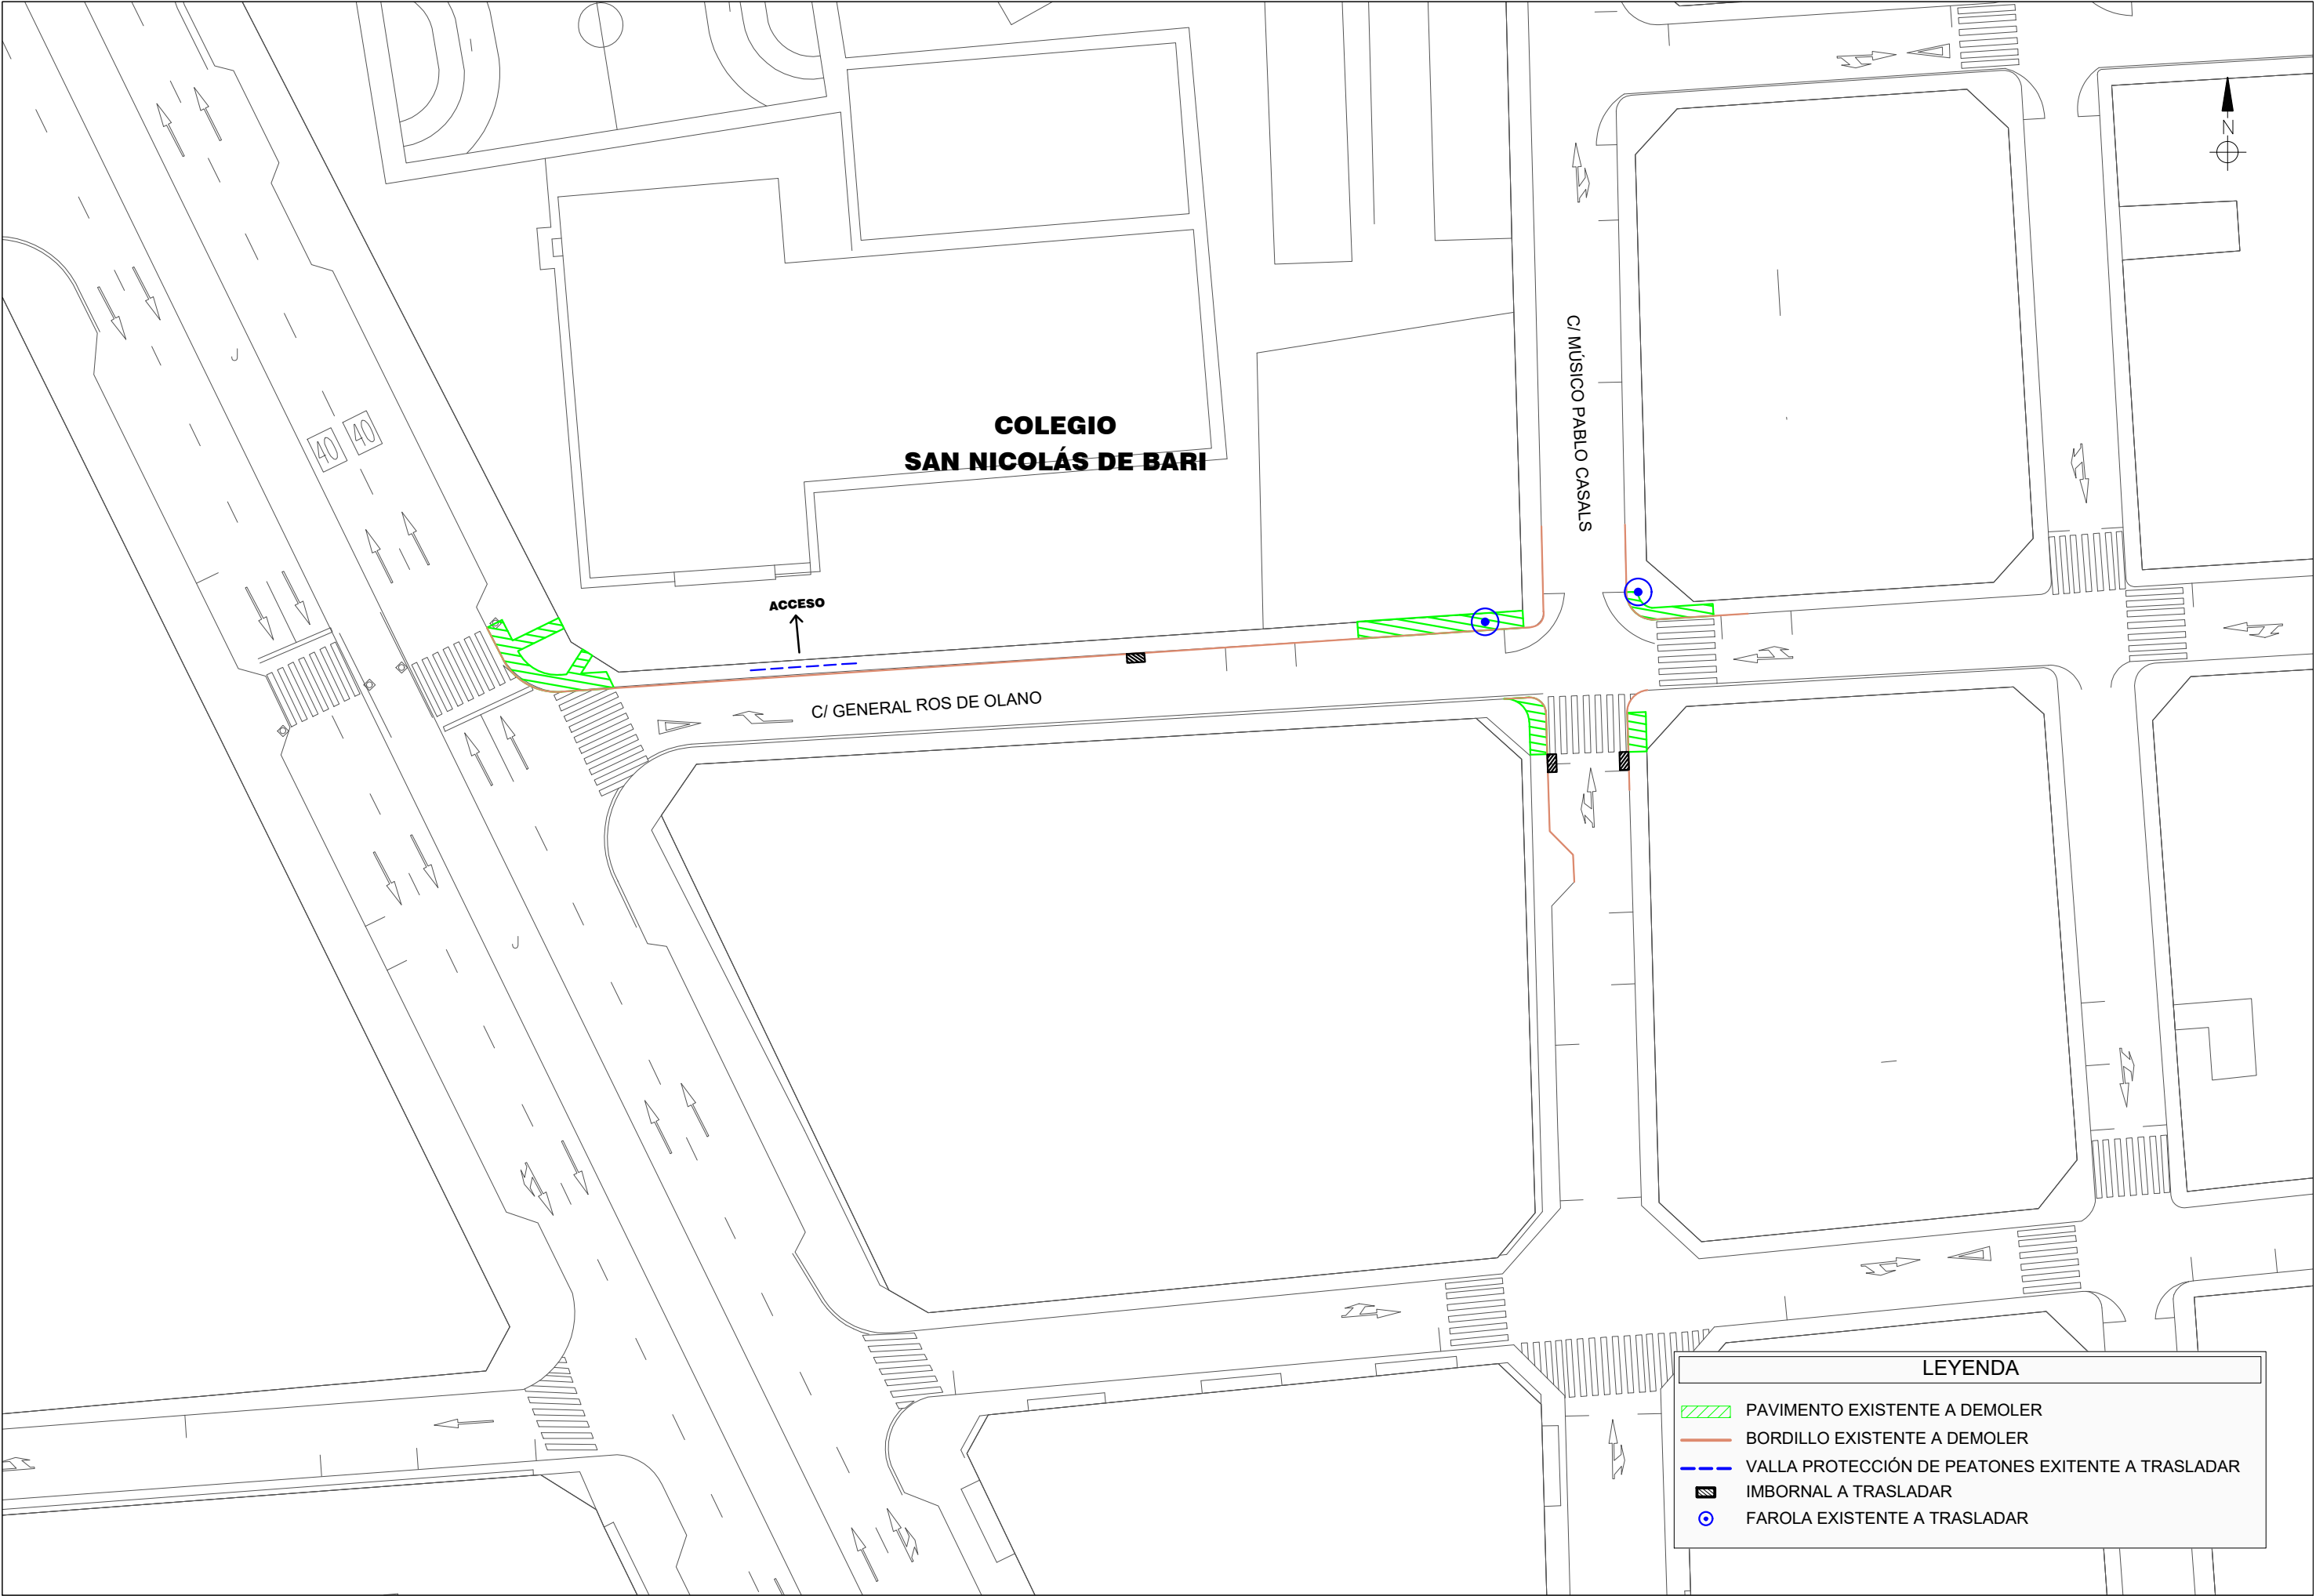 N
40 40
C/ MÚSICO PABLO CASALS
COLEGIO
SAN NICOLÁS DE BARI
ACCESO
C/ GENERAL ROS DE OLANO
LEYENDA
PAVIMENTO EXISTENTE A DEMOLER
BORDILLO EXISTENTE A DEMOLER
VALLA PROTECCIÓN DE PEATONES EXITENTE A TRASLADAR
IMBORNAL A TRASLADAR
FAROLA EXISTENTE A TRASLADAR